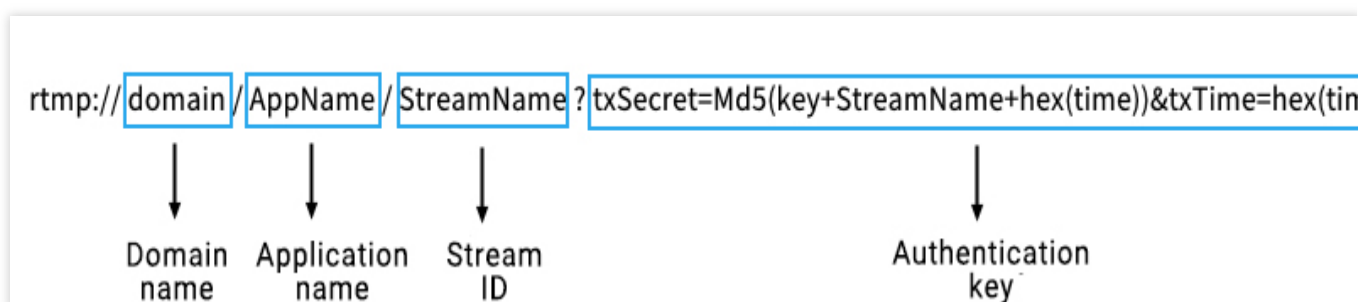 rtmp://domain/AppName/StreamName?txSecret=Md5(key+StreamName+hex(time))&txTime=hex(tim
Domain name
Application name
Stream ID
Authentication key